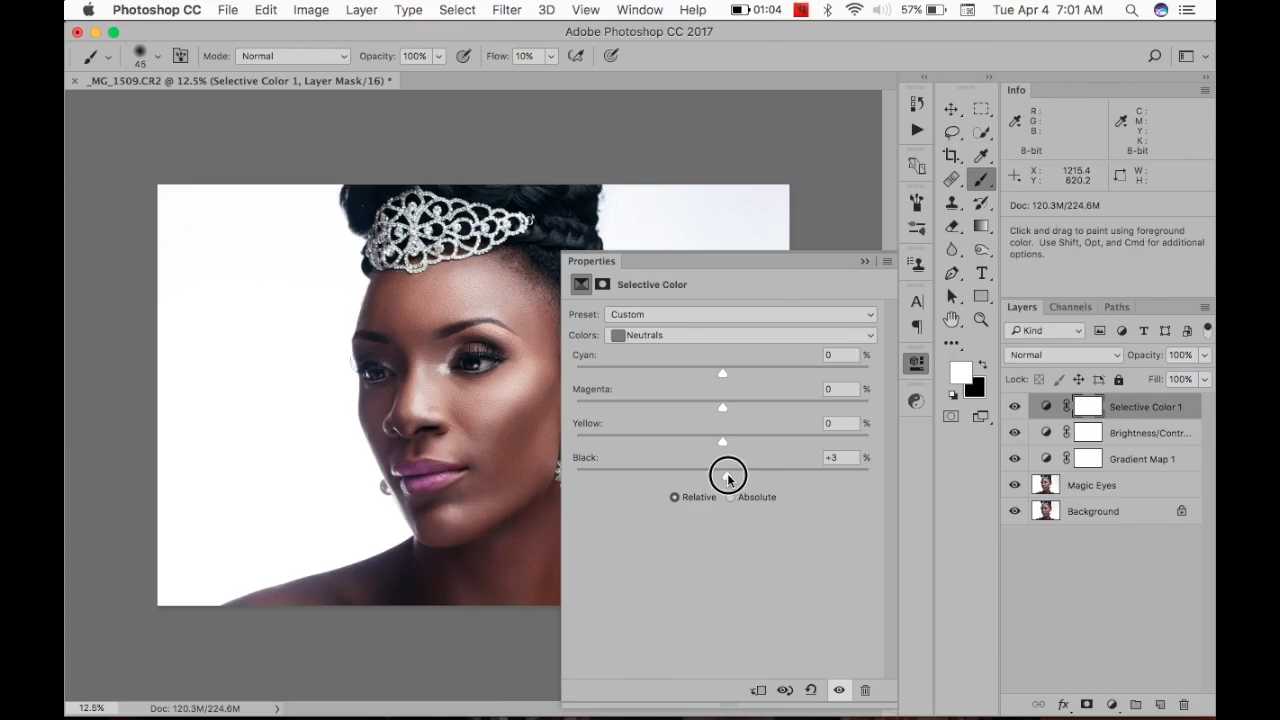 Photoshop CC File Edit Image Layer Type Select Filter 3D View Window Help 01:04 57% Tue Apr 4 7:01 AM
Adobe Photoshop CC 2017
45 Mode: Normal Opacity: 100% Flow: 10%
_MG_1509.CR2 @ 12.5% (Selective Color 1, Layer Mask/16) *
Info
R: C:
G: M:
B: Y:
K:
8-bit 8-bit
X: 1215.4 W:
Y: 620.2 H:
Doc: 120.3M/224.6M
Click and drag to paint using foreground
color. Use Shift, Opt, and Cmd for additional
options.
Properties
Selective Color
Preset: Custom
Colors: Neutrals
Cyan: 0 %
Magenta: 0 %
Yellow: 0 %
Black: +3 %
Relative Absolute
Layers Channels Paths
Kind
Normal Opacity: 100%
Lock: Fill: 100%
Selective Color 1
Brightness/Contr...
Gradient Map 1
Magic Eyes
Background
fx
12.5% Doc: 120.3M/224.6M